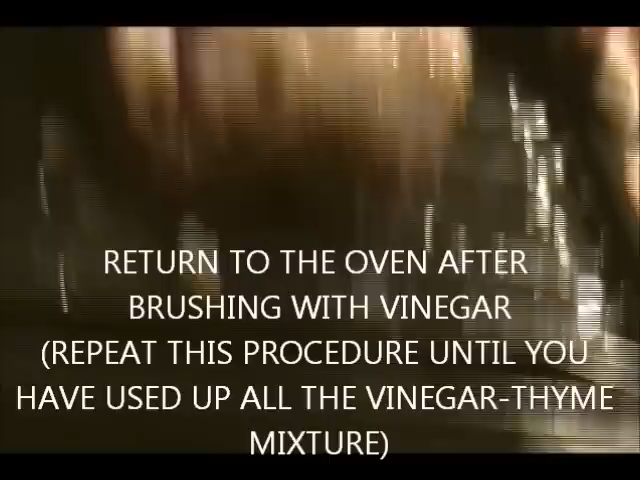 RETURN TO THE OVEN AFTER
BRUSHING WITH VINEGAR
(REPEAT THIS PROCEDURE UNTIL YOU
HAVE USED UP ALL THE VINEGAR-THYME
MIXTURE)